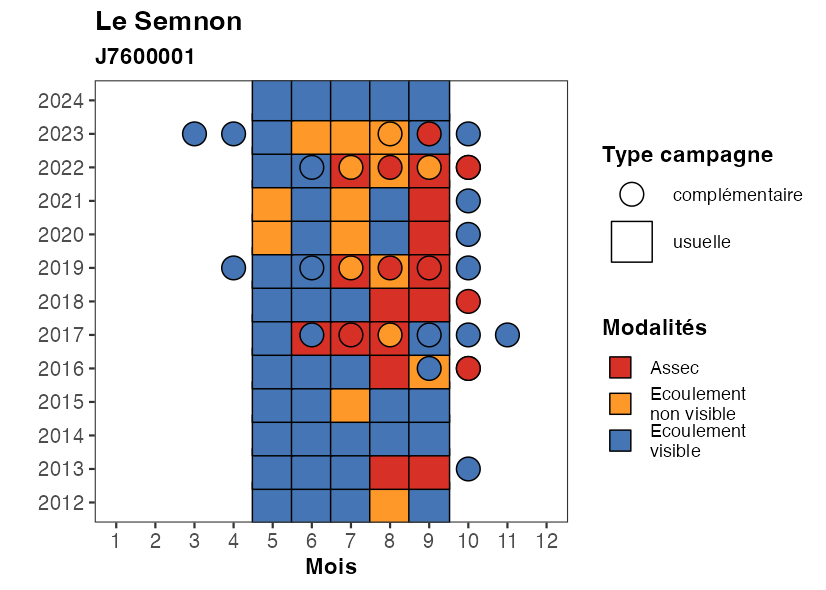 Le Semnon
J7600001
2024
2023
2022
2021
2020
2019
2018
2017
2016
2015
2014
2013
2012
1 2 3 4 5 6 7 8 9 10 11 12
Mois
Type campagne
complémentaire
usuelle
Modalités
Assec
Ecoulement
non visible
Ecoulement
visible